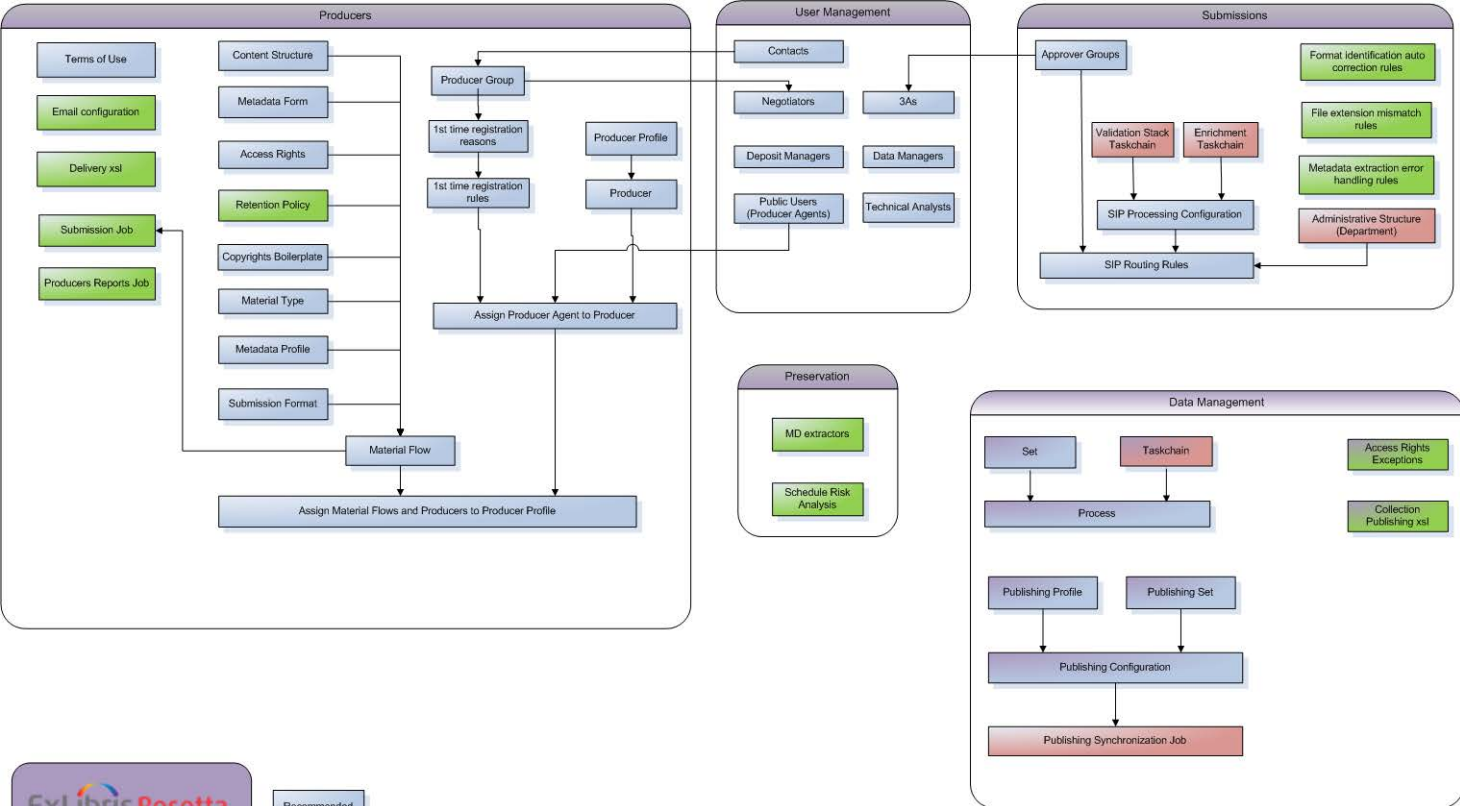 Producers
Terms of Use
Email configuration
Delivery xsl
Submission Job
Producers Reports Job
Content Structure
Metadata Form
Access Rights
Retention Policy
Copyrights Boilerplate
Material Type
Metadata Profile
Submission Format
Material Flow
Assign Material Flows and Producers to Producer Profile
Producer Group
1st time registration
reasons
1st time registration
rules
Producer Profile
Producer
Assign Producer Agent to Producer
User Management
Contacts
Negotiators
3As
Deposit Managers
Data Managers
Public Users
(Producer Agents)
Technical Analysts
Submissions
Approver Groups
Validation Stack
Taskchain
Enrichment
Taskchain
SIP Processing Configuration
SIP Routing Rules
Format identification auto
correction rules
File extension mismatch
rules
Metadata extraction error
handling rules
Administrative Structure
(Department)
Preservation
MD extractors
Schedule Risk
Analysis
Data Management
Set
Taskchain
Process
Access Rights
Exceptions
Collection
Publishing xsl
Publishing Profile
Publishing Set
Publishing Configuration
Publishing Synchronization Job
ExLibris Rosetta
Recommended